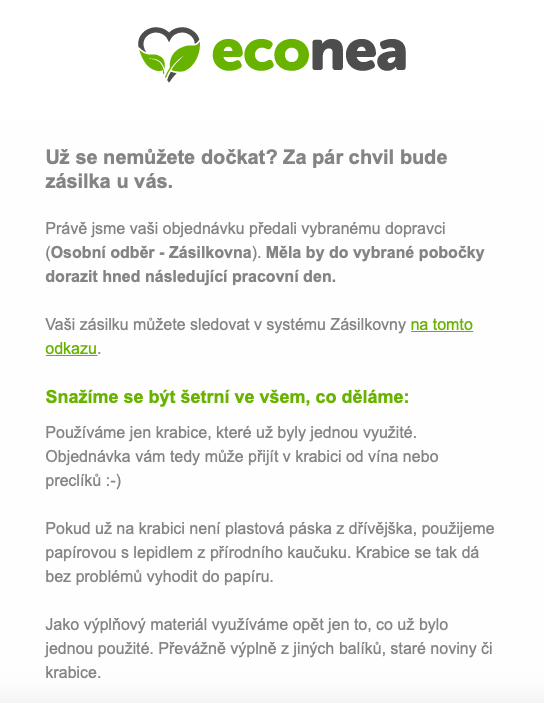 econea
Už se nemůžete dočkat? Za pár chvil bude
zásilka u vás.
Právě jsme vaši objednávku předali vybranému dopravci
(Osobní odběr - Zásilkovna). Měla by do vybrané pobočky
dorazit hned následující pracovní den.
Vaši zásilku můžete sledovat v systému Zásilkovny na tomto
odkazu.
Snažíme se být šetrní ve všem, co děláme:
Používáme jen krabice, které už byly jednou využité.
Objednávka vám tedy může přijít v krabici od vína nebo
preclíků :-)
Pokud už na krabici není plastová páska z dřívějška, použijeme
papírovou s lepidlem z přírodního kaučuku. Krabice se tak dá
bez problémů vyhodit do papíru.
Jako výplňový materiál využíváme opět jen to, co už bylo
jednou použité. Převážně výplně z jiných balíků, staré noviny či
krabice.